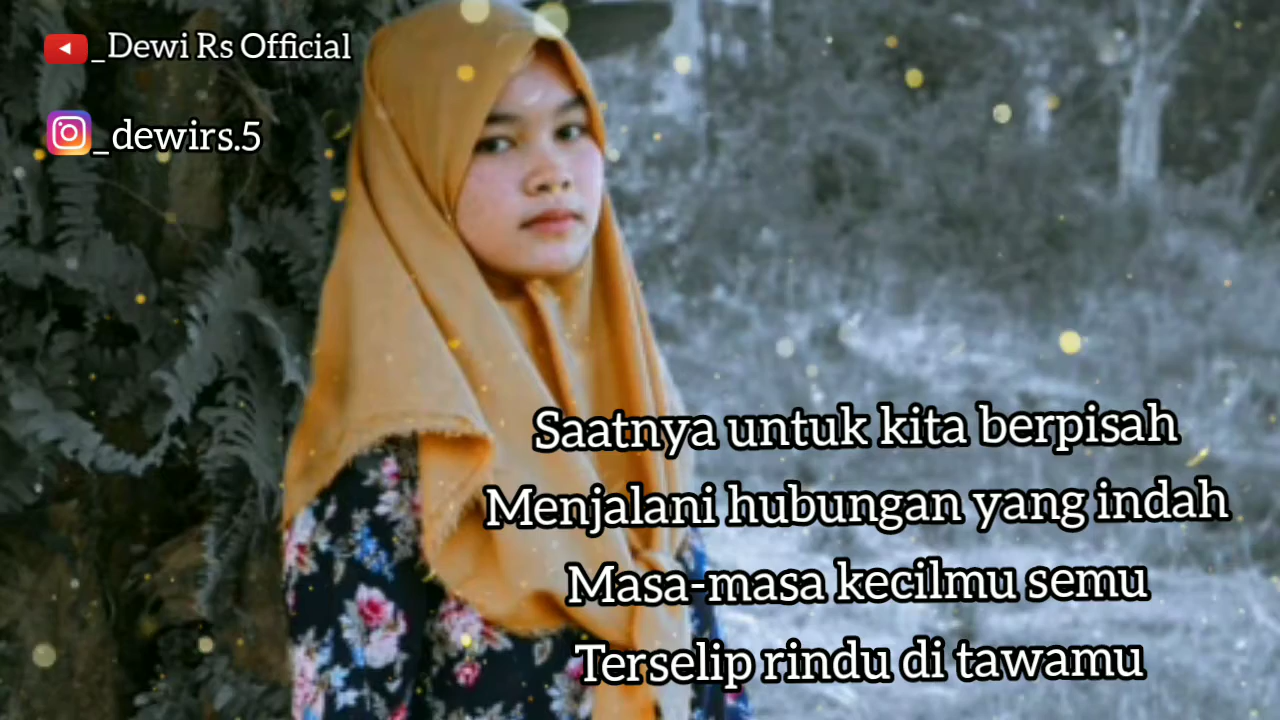 _Dewi Rs Official
_dewirs.5
Saatnya untuk kita berpisah
Menjalani hubungan yang indah
Masa-masa kecilmu semu
Terselip rindu di tawamu